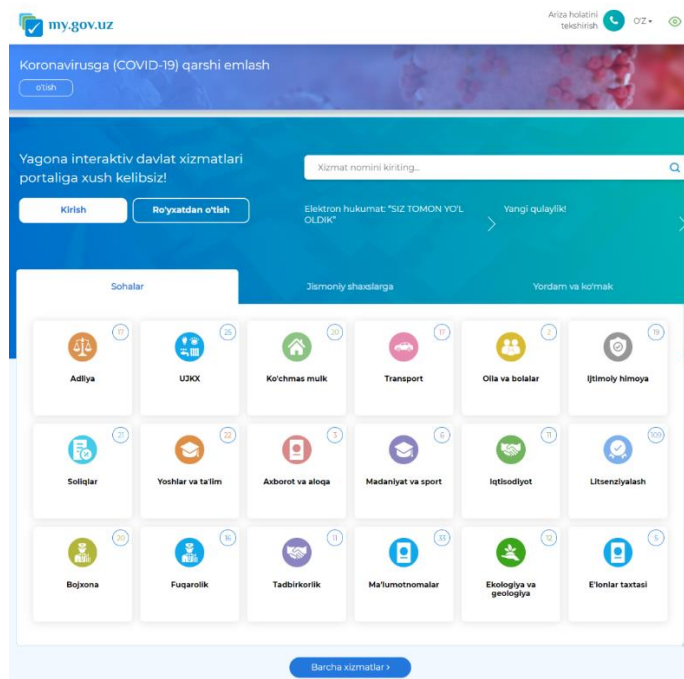 my.gov.uz
Ariza holatini
tekshirish
O'Z
Koronavirusga (COVID-19) qarshi emlash
o'tish
Yagona interaktiv davlat xizmatlari
portaliga xush kelibsiz!
Xizmat nomini kiriting...
Kirish
Ro'yxatdan o'tish
Elektron hukumat: "SIZ TOMON YO'L
OLDIK"
Yangi qulaylik!
Sohalar
Jismoniy shaxslarga
Yordam va ko'mak
17
25
20
17
2
19
Adliya
UJKX
Ko'chmas mulk
Transport
Oila va bolalar
Ijtimoiy himoya
21
22
3
6
11
109
Soliqlar
Yoshlar va ta'lim
Axborot va aloqa
Madaniyat va sport
Iqtisodiyot
Litsenziyalash
20
16
11
33
12
5
Bojxona
Fuqarolik
Tadbirkorlik
Ma'lumotnomalar
Ekologiya va
geologiya
E'lonlar taxtasi
Barcha xizmatlar >